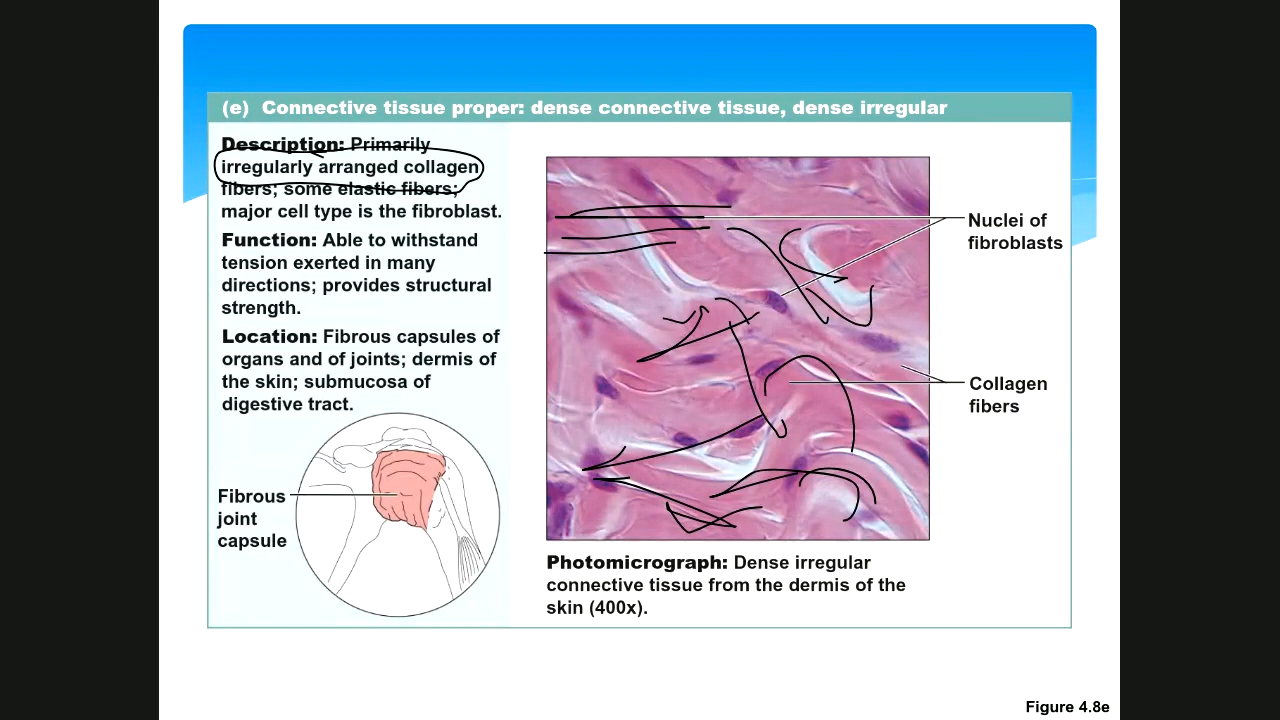 (e) Connective tissue proper: dense connective tissue, dense irregular
Description: Primarily
irregularly arranged collagen
fibers; some elastic fibers;
major cell type is the fibroblast.
Function: Able to withstand
tension exerted in many
directions; provides structural
strength.
Location: Fibrous capsules of
organs and of joints; dermis of
the skin; submucosa of
digestive tract.
Fibrous
joint
capsule
Nuclei of
fibroblasts
Collagen
fibers
Photomicrograph: Dense irregular
connective tissue from the dermis of the
skin (400x).
Figure 4.8e